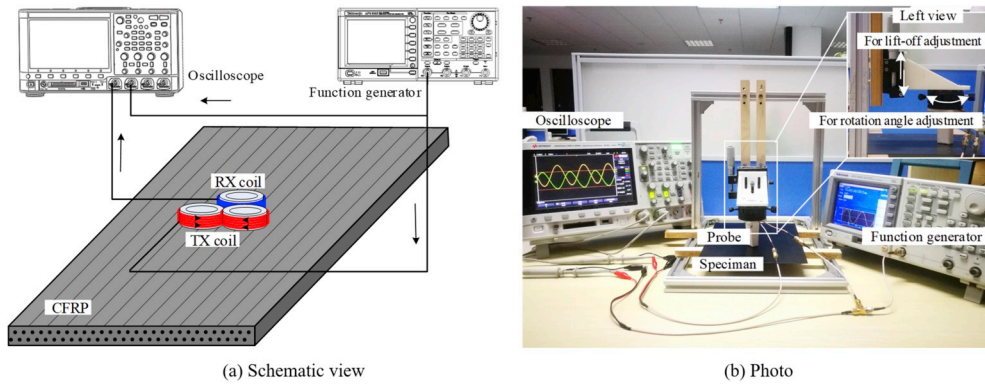 Oscilloscope
Function generator
RX coil
TX coil
CFRP
(a) Schematic view
Left view
For lift-off adjustment
For rotation angle adjustment
Oscilloscope
Probe
Speciman
Function generator
(b) Photo